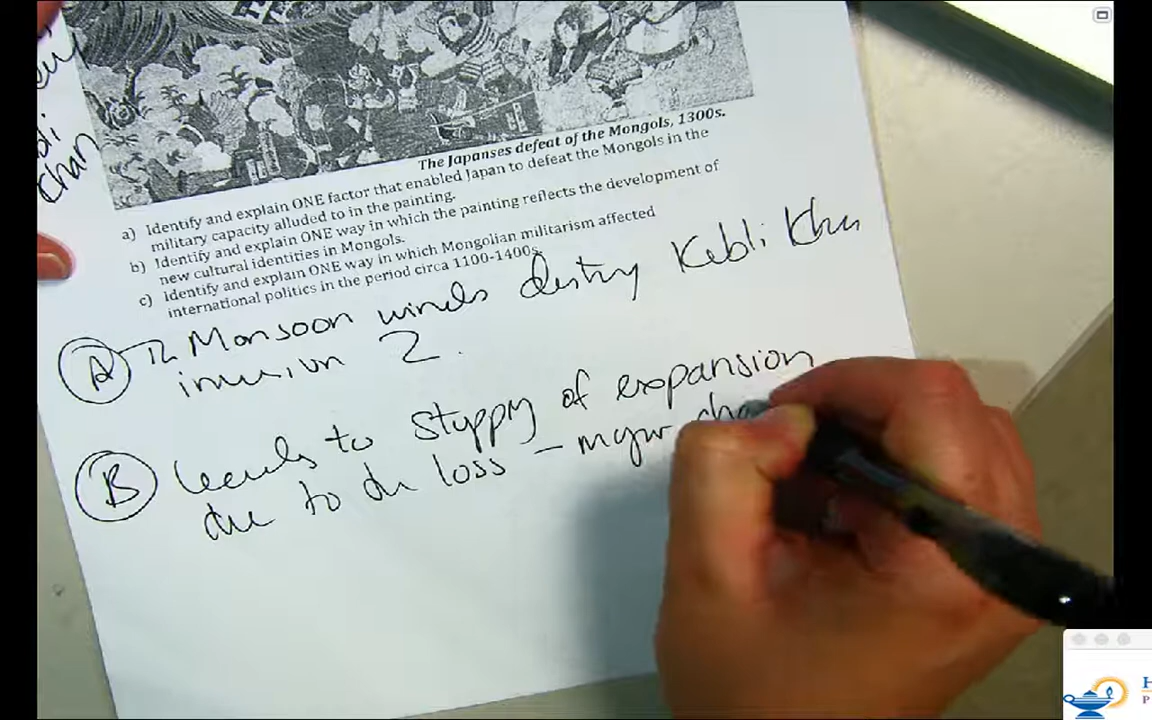 Khan
The Japanses defeat of the Mongols, 1300s.
a) Identify and explain ONE factor that enabled Japan to defeat the Mongols in the
military capacity alluded to in the painting.
b) Identify and explain ONE way in which the painting reflects the development of
new cultural identities in Mongols.
c) Identify and explain ONE way in which Mongolian militarism affected
international politics in the period circa 1100-1400s.
A Th Monsoon winds destroy Kebli Khan
invasion 2.
B leads to stoppng of expansion
due to the loss - major
H
P